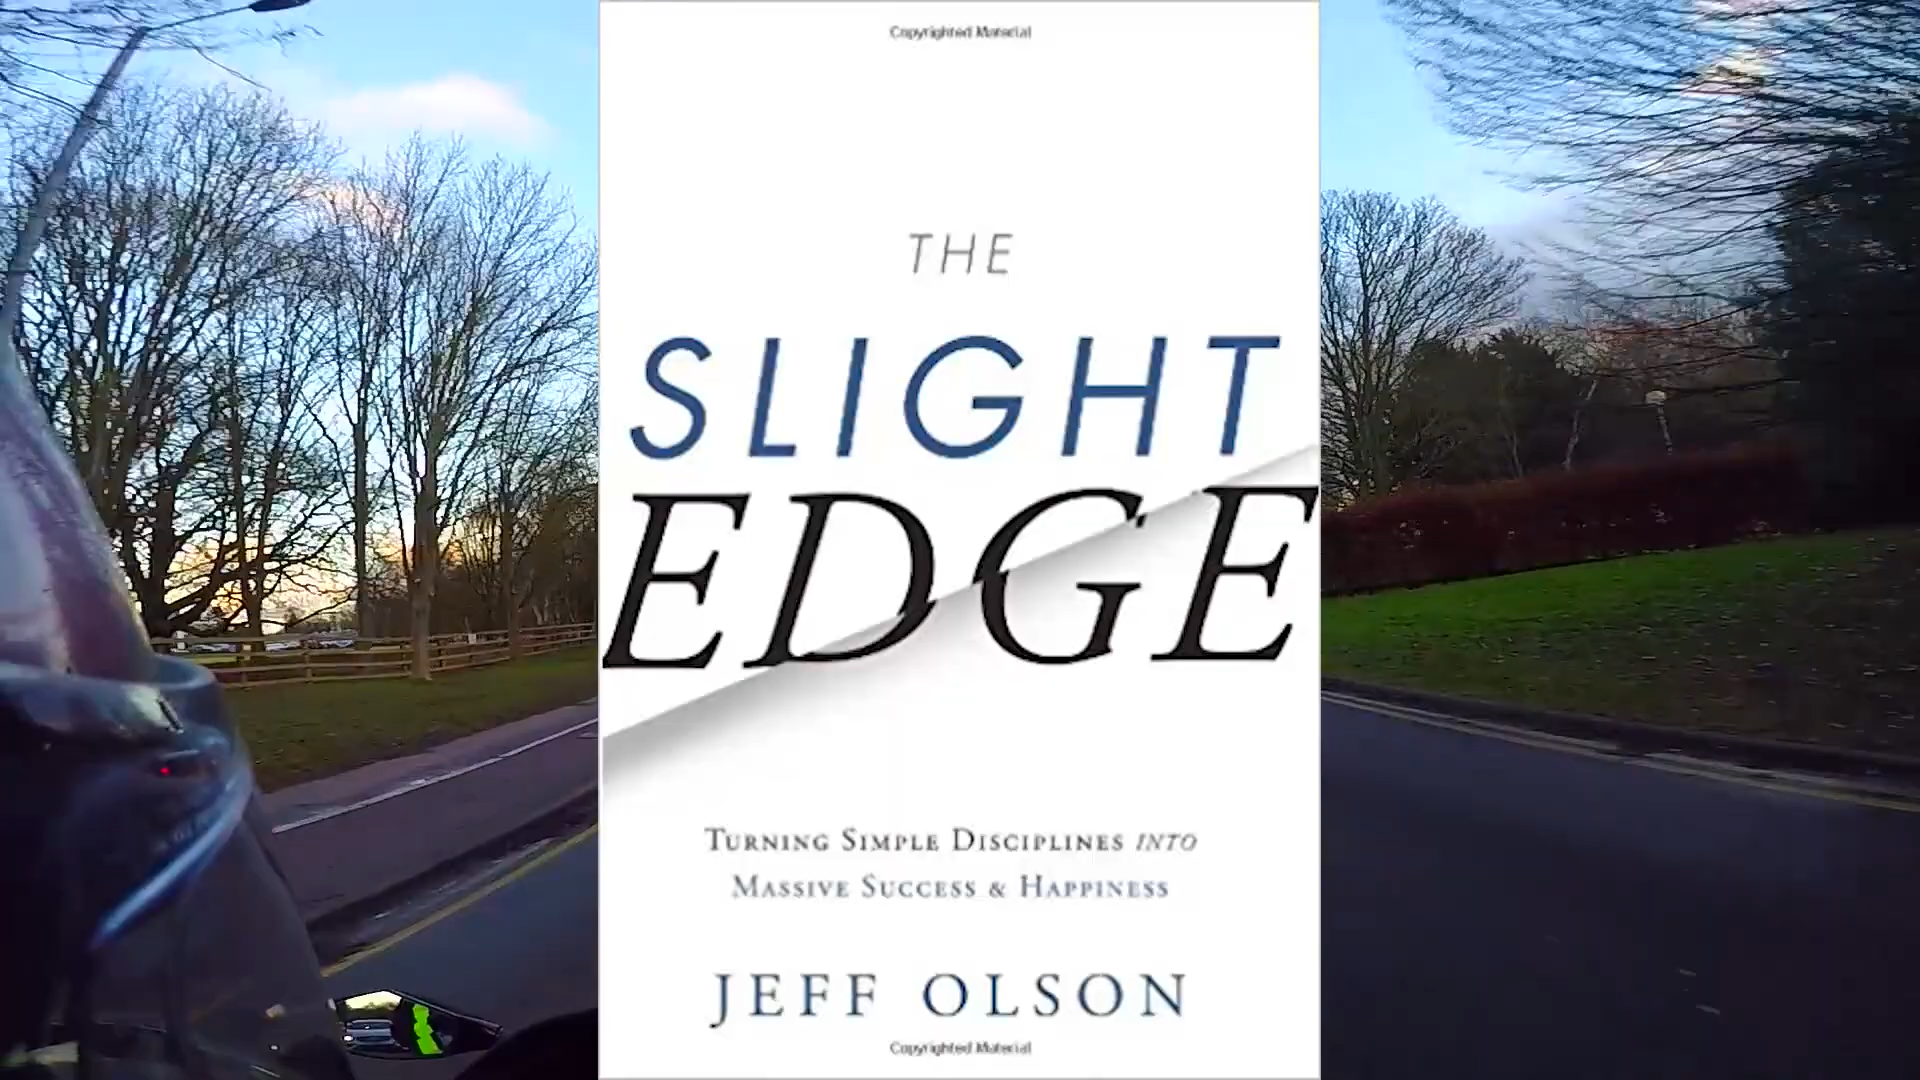 Copyrighted Material
THE
SLIGHT
EDGE
TURNING SIMPLE DISCIPLINES INTO
MASSIVE SUCCESS & HAPPINESS
JEFF OLSON
Copyrighted Material